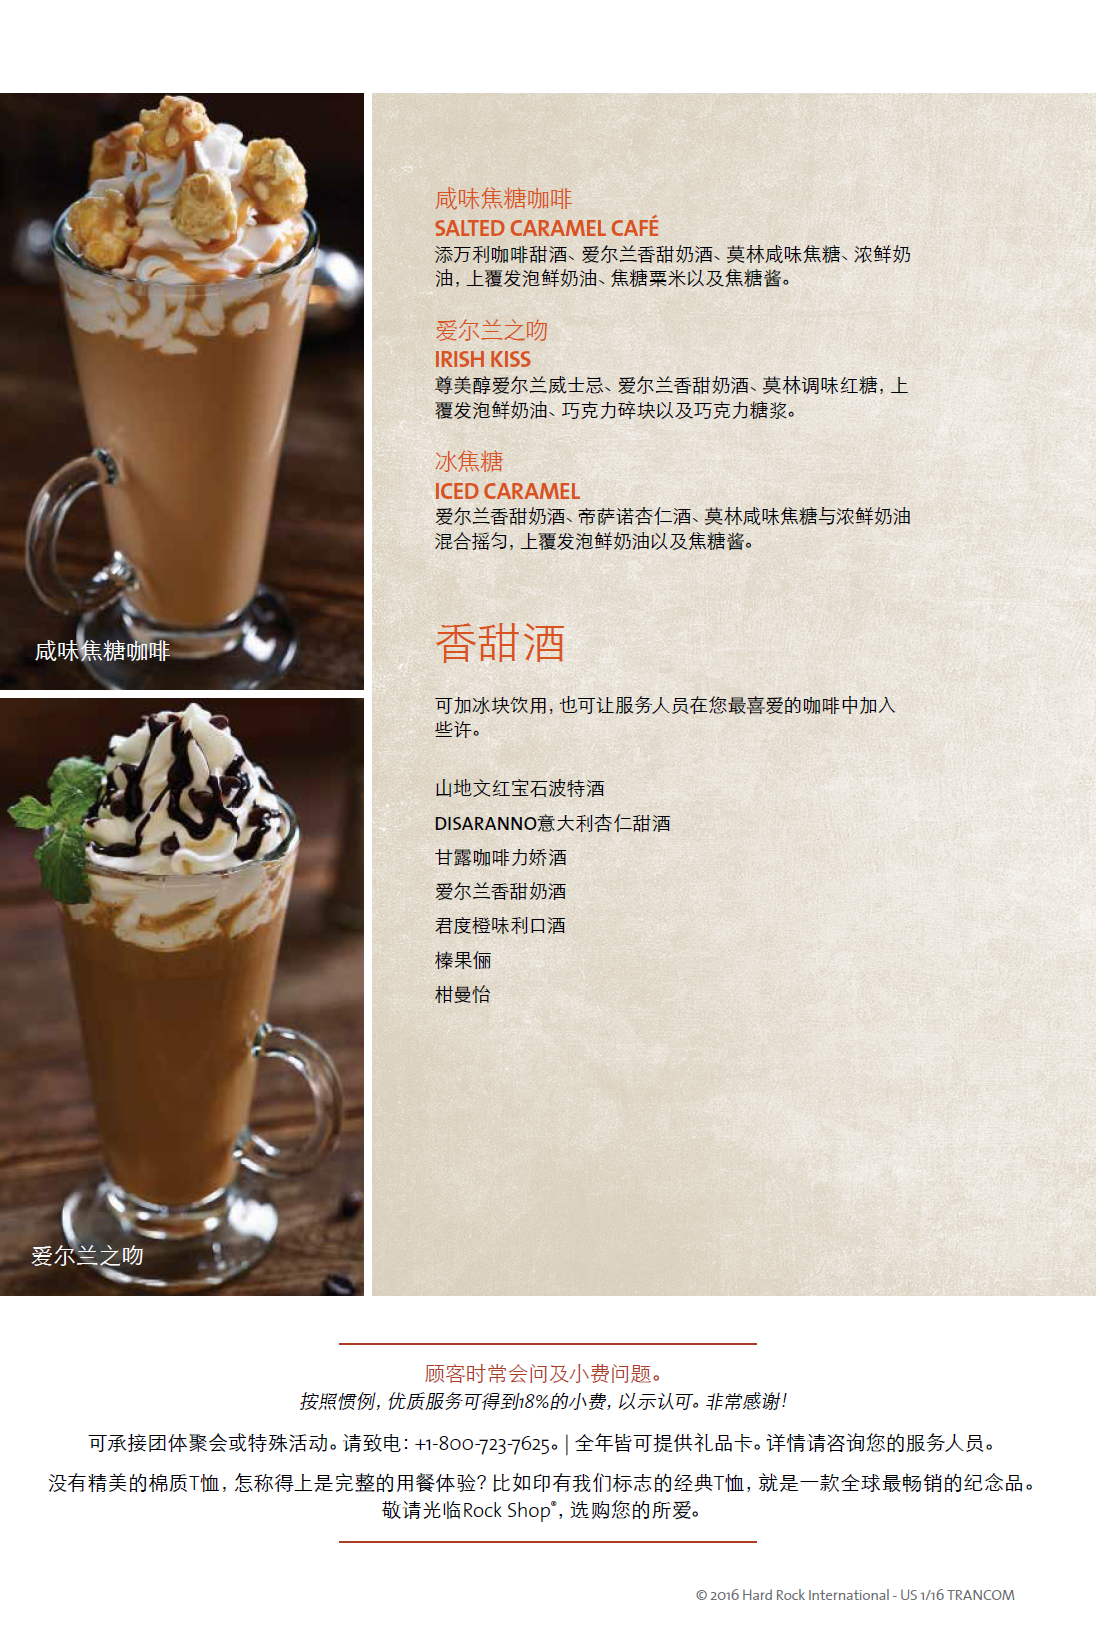 咸味焦糖咖啡
SALTED CARAMEL CAFÉ
添万利咖啡甜酒、爱尔兰香甜奶酒、莫林咸味焦糖、浓鲜奶
油，上覆发泡鲜奶油、焦糖粟米以及焦糖酱。
爱尔兰之吻
IRISH KISS
尊美醇爱尔兰威士忌、爱尔兰香甜奶酒、莫林调味红糖，上
覆发泡鲜奶油、巧克力碎块以及巧克力糖浆。
冰焦糖
ICED CARAMEL
爱尔兰香甜奶酒、帝萨诺杏仁酒、莫林咸味焦糖与浓鲜奶油
混合摇匀，上覆发泡鲜奶油以及焦糖酱。
咸味焦糖咖啡
香甜酒
可加冰块饮用，也可让服务人员在您最喜爱的咖啡中加入
些许。
山地文红宝石波特酒
DISARANNO意大利杏仁甜酒
甘露咖啡力娇酒
爱尔兰香甜奶酒
君度橙味利口酒
榛果俪
柑曼怡
爱尔兰之吻
顾客时常会问及小费问题。
按照惯例，优质服务可得到18%的小费，以示认可。非常感谢！
可承接团体聚会或特殊活动。请致电：+1-800-723-7625。| 全年皆可提供礼品卡。详情请咨询您的服务人员。
没有精美的棉质T恤，怎称得上是完整的用餐体验？比如印有我们标志的经典T恤，就是一款全球最畅销的纪念品。
敬请光临Rock Shop®，选购您的所爱。
© 2016 Hard Rock International - US 1/16 TRANCOM